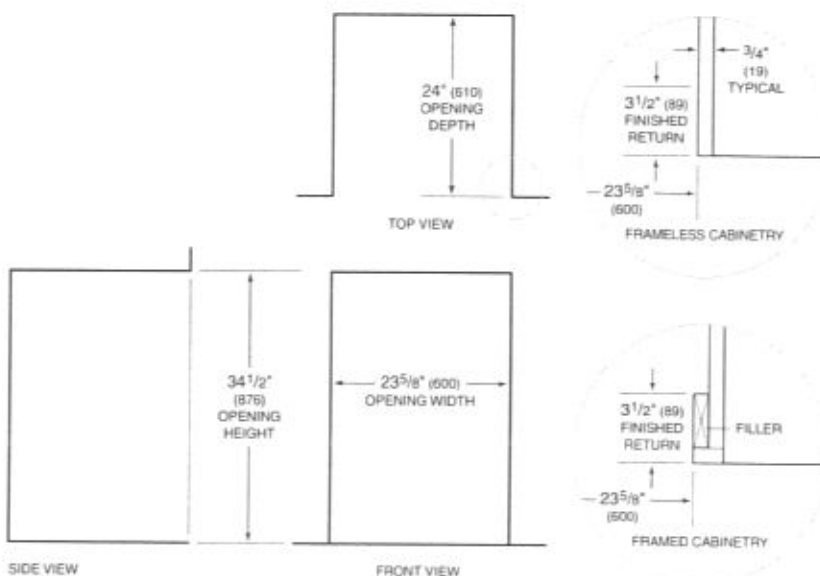 24" (610)
OPENING
DEPTH
TOP VIEW
3/4"
(19)
TYPICAL
3 1/2" (89)
FINISHED
RETURN
23 5/8"
(600)
FRAMELESS CABINETRY
34 1/2"
(876)
OPENING
HEIGHT
SIDE VIEW
23 5/8" (600)
OPENING WIDTH
FRONT VIEW
3 1/2" (89)
FINISHED
RETURN
FILLER
23 5/8"
(600)
FRAMED CABINETRY